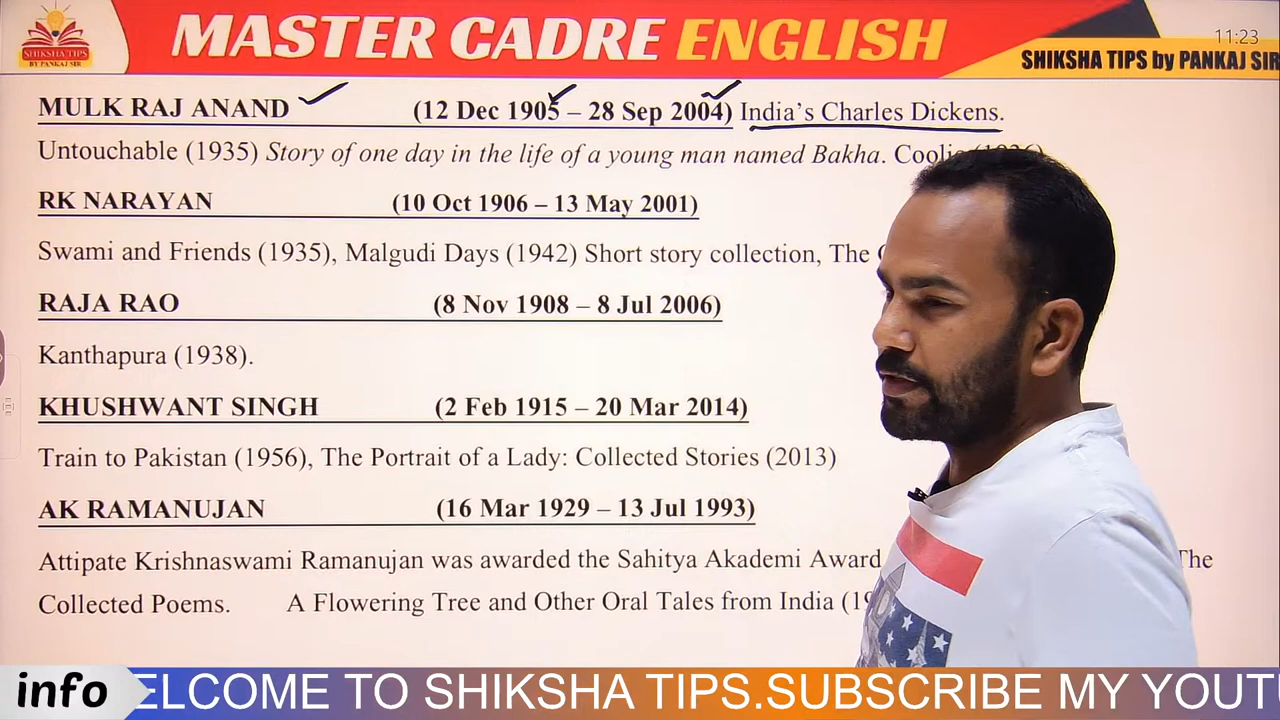 SHIKSHA TIPS
BY PANKAJ SIR
MASTER CADRE ENGLISH
11:23
SHIKSHA TIPS by PANKAJ SIR
MULK RAJ ANAND (12 Dec 1905 – 28 Sep 2004) India's Charles Dickens.
Untouchable (1935) Story of one day in the life of a young man named Bakha.
RK NARAYAN (10 Oct 1906 – 13 May 2001)
Swami and Friends (1935), Malgudi Days (1942) Short story collection, The
RAJA RAO (8 Nov 1908 – 8 Jul 2006)
Kanthapura (1938).
KHUSHWANT SINGH (2 Feb 1915 – 20 Mar 2014)
Train to Pakistan (1956), The Portrait of a Lady: Collected Stories (2013)
AK RAMANUJAN (16 Mar 1929 – 13 Jul 1993)
Attipate Krishnaswami Ramanujan was awarded the Sahitya Akademi Award The
Collected Poems. A Flowering Tree and Other Oral Tales from India
info ELCOME TO SHIKSHA TIPS.SUBSCRIBE MY YOUT